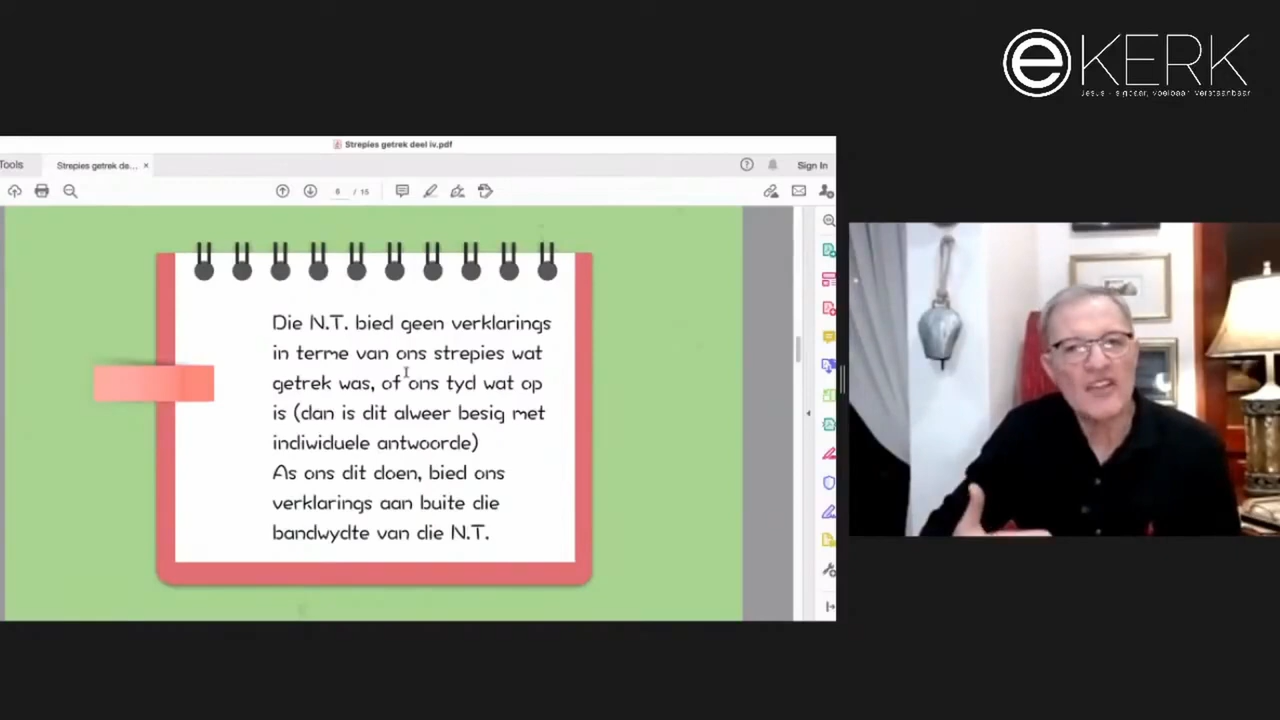 e KERK
Strepies getrek deel iv.pdf
Tools
Strepies getrek de... ×
Sign In
/ 15
Die N.T. bied geen verklarings
in terme van ons strepies wat
getrek was, of ons tyd wat op
is (dan is dit alweer besig met
individuele antwoorde)
As ons dit doen, bied ons
verklarings aan buite die
bandwydte van die N.T.